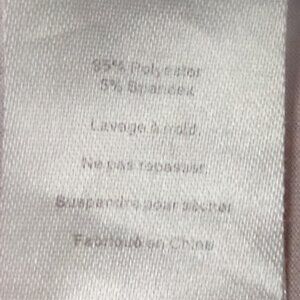 95% Polyester
5% Spandex
Lavage à froid.
Ne pas repasser.
Suspendre pour sécher
Fabriqué en Chine